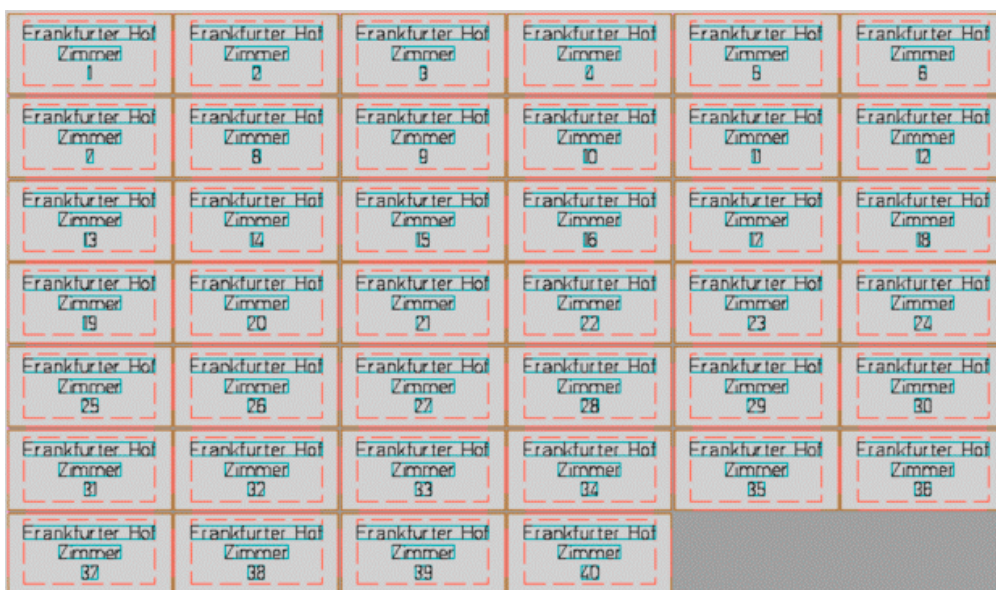 Frankfurter Hof Frankfurter Hof Frankfurter Hof Frankfurter Hof Frankfurter Hof Frankfurter Hof
Zimmer Zimmer Zimmer Zimmer Zimmer Zimmer
1 2 3 4 5 6
Frankfurter Hof Frankfurter Hof Frankfurter Hof Frankfurter Hof Frankfurter Hof Frankfurter Hof
Zimmer Zimmer Zimmer Zimmer Zimmer Zimmer
7 8 9 10 11 12
Frankfurter Hof Frankfurter Hof Frankfurter Hof Frankfurter Hof Frankfurter Hof Frankfurter Hof
Zimmer Zimmer Zimmer Zimmer Zimmer Zimmer
13 14 15 16 17 18
Frankfurter Hof Frankfurter Hof Frankfurter Hof Frankfurter Hof Frankfurter Hof Frankfurter Hof
Zimmer Zimmer Zimmer Zimmer Zimmer Zimmer
19 20 21 22 23 24
Frankfurter Hof Frankfurter Hof Frankfurter Hof Frankfurter Hof Frankfurter Hof Frankfurter Hof
Zimmer Zimmer Zimmer Zimmer Zimmer Zimmer
25 26 27 28 29 30
Frankfurter Hof Frankfurter Hof Frankfurter Hof Frankfurter Hof Frankfurter Hof Frankfurter Hof
Zimmer Zimmer Zimmer Zimmer Zimmer Zimmer
31 32 33 34 35 36
Frankfurter Hof Frankfurter Hof Frankfurter Hof Frankfurter Hof
Zimmer Zimmer Zimmer Zimmer
37 38 39 40